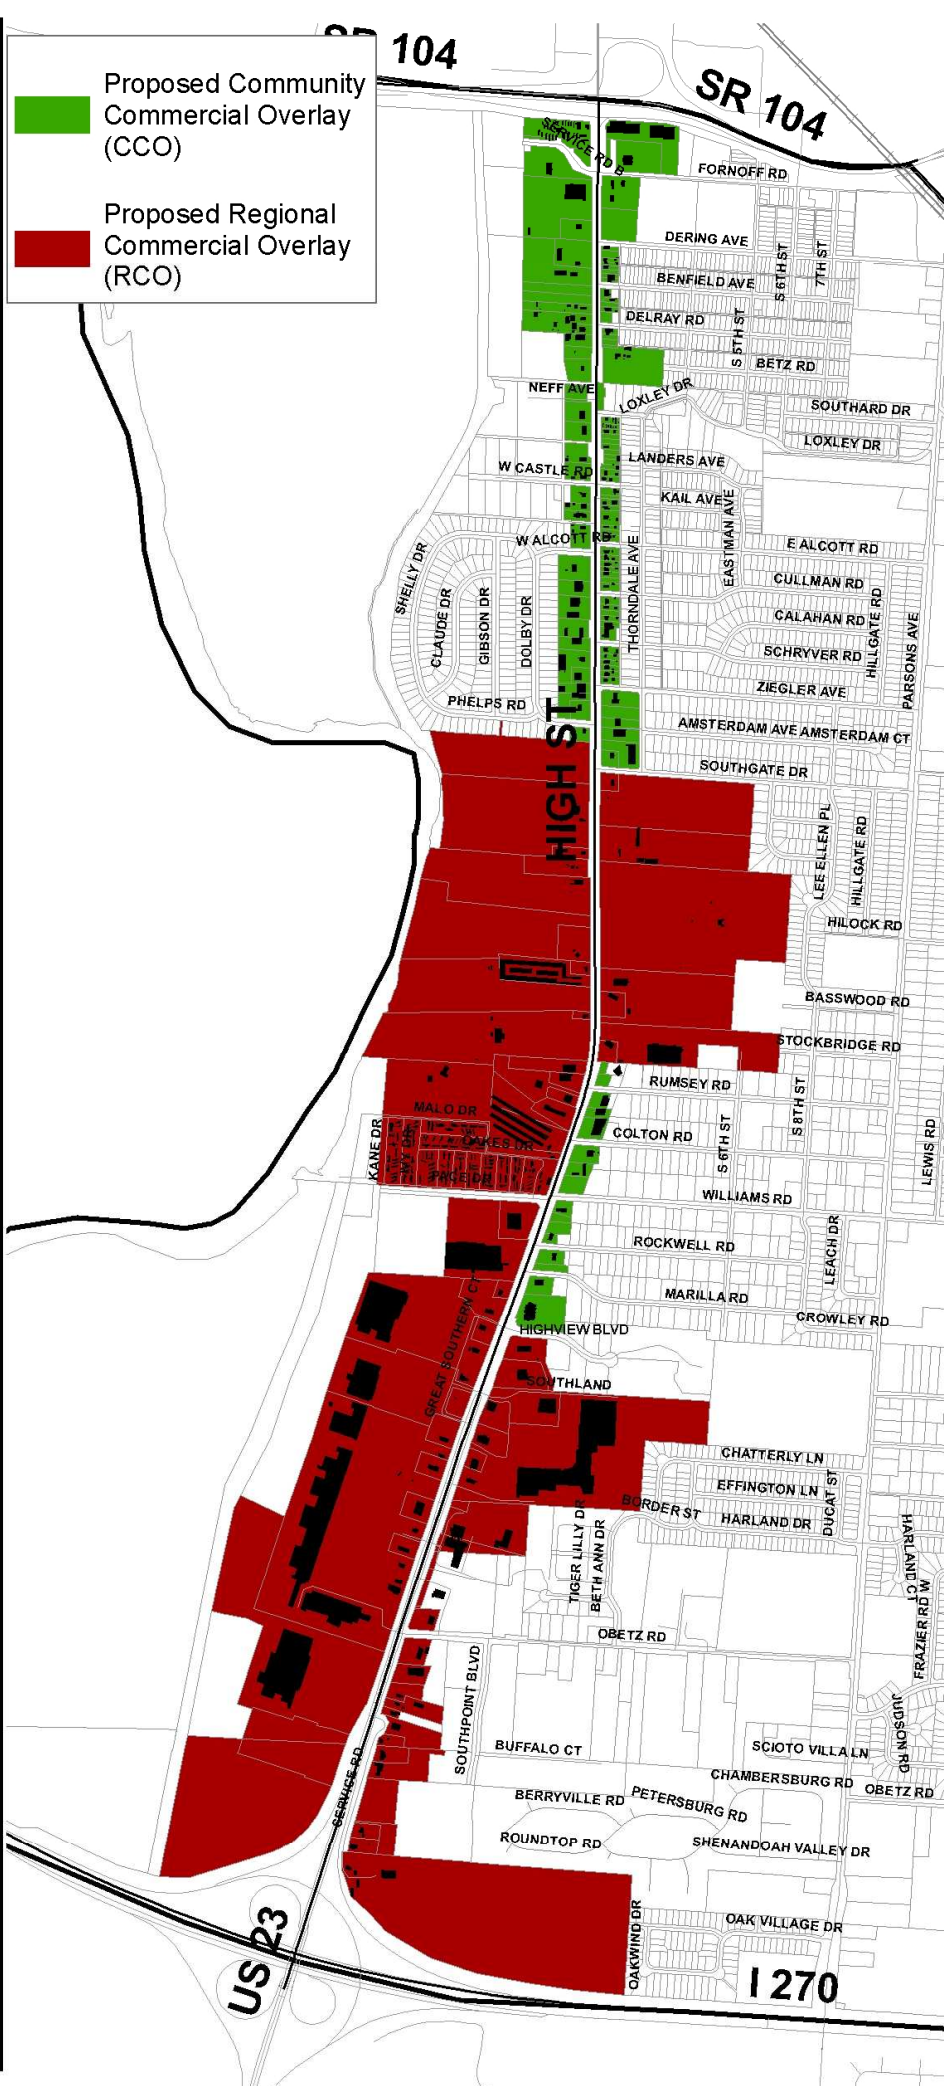 SR 104
Proposed Community
Commercial Overlay
(CCO)
Proposed Regional
Commercial Overlay
(RCO)
SR 104
SERVICE RD B
FORNOFF RD
DERING AVE
S 6TH ST
7TH ST
BENFIELD AVE
DELRAY RD
S 5TH ST
BETZ RD
NEFF AVE
LOXLEY DR
SOUTHARD DR
LOXLEY DR
LANDERS AVE
W CASTLE RD
KAIL AVE
EASTMAN AVE
W ALCOTT RD
E ALCOTT RD
SHELLY DR
CLAUDE DR
GIBSON DR
DOLBY DR
THORNDALE AVE
CULLMAN RD
CALAHAN RD
HILLGATE RD
PARSONS AVE
SCHRYVER RD
ZIEGLER AVE
PHELPS RD
AMSTERDAM AVE
AMSTERDAM CT
HIGH ST
SOUTHGATE DR
LEE ELLEN PL
HILLGATE RD
HILOCK RD
BASSWOOD RD
STOCKBRIDGE RD
RUMSEY RD
S 8TH ST
MALO DR
KANE DR
IVY DR
OAKES DR
COLTON RD
S 6TH ST
LEWIS RD
PACE DR
WILLIAMS RD
ROCKWELL RD
LEACH DR
MARILLA RD
CROWLEY RD
GREAT SOUTHERN CT
HIGHVIEW BLVD
SOUTHLAND
CHATTERLY LN
EFFINGTON LN
DUCAT ST
BORDER ST
HARLAND DR
HARLAND CT
TIGER LILLY DR
BETH ANN DR
FRAZIER RD W
OBETZ RD
SOUTHPOINT BLVD
JUDSON RD
BUFFALO CT
SCIOTO VILLA LN
CHAMBERSBURG RD
OBETZ RD
SERVICE RD
BERRYVILLE RD
PETERSBURG RD
ROUNDTOP RD
SHENANDOAH VALLEY DR
OAKWIND DR
OAK VILLAGE DR
US 23
I 270